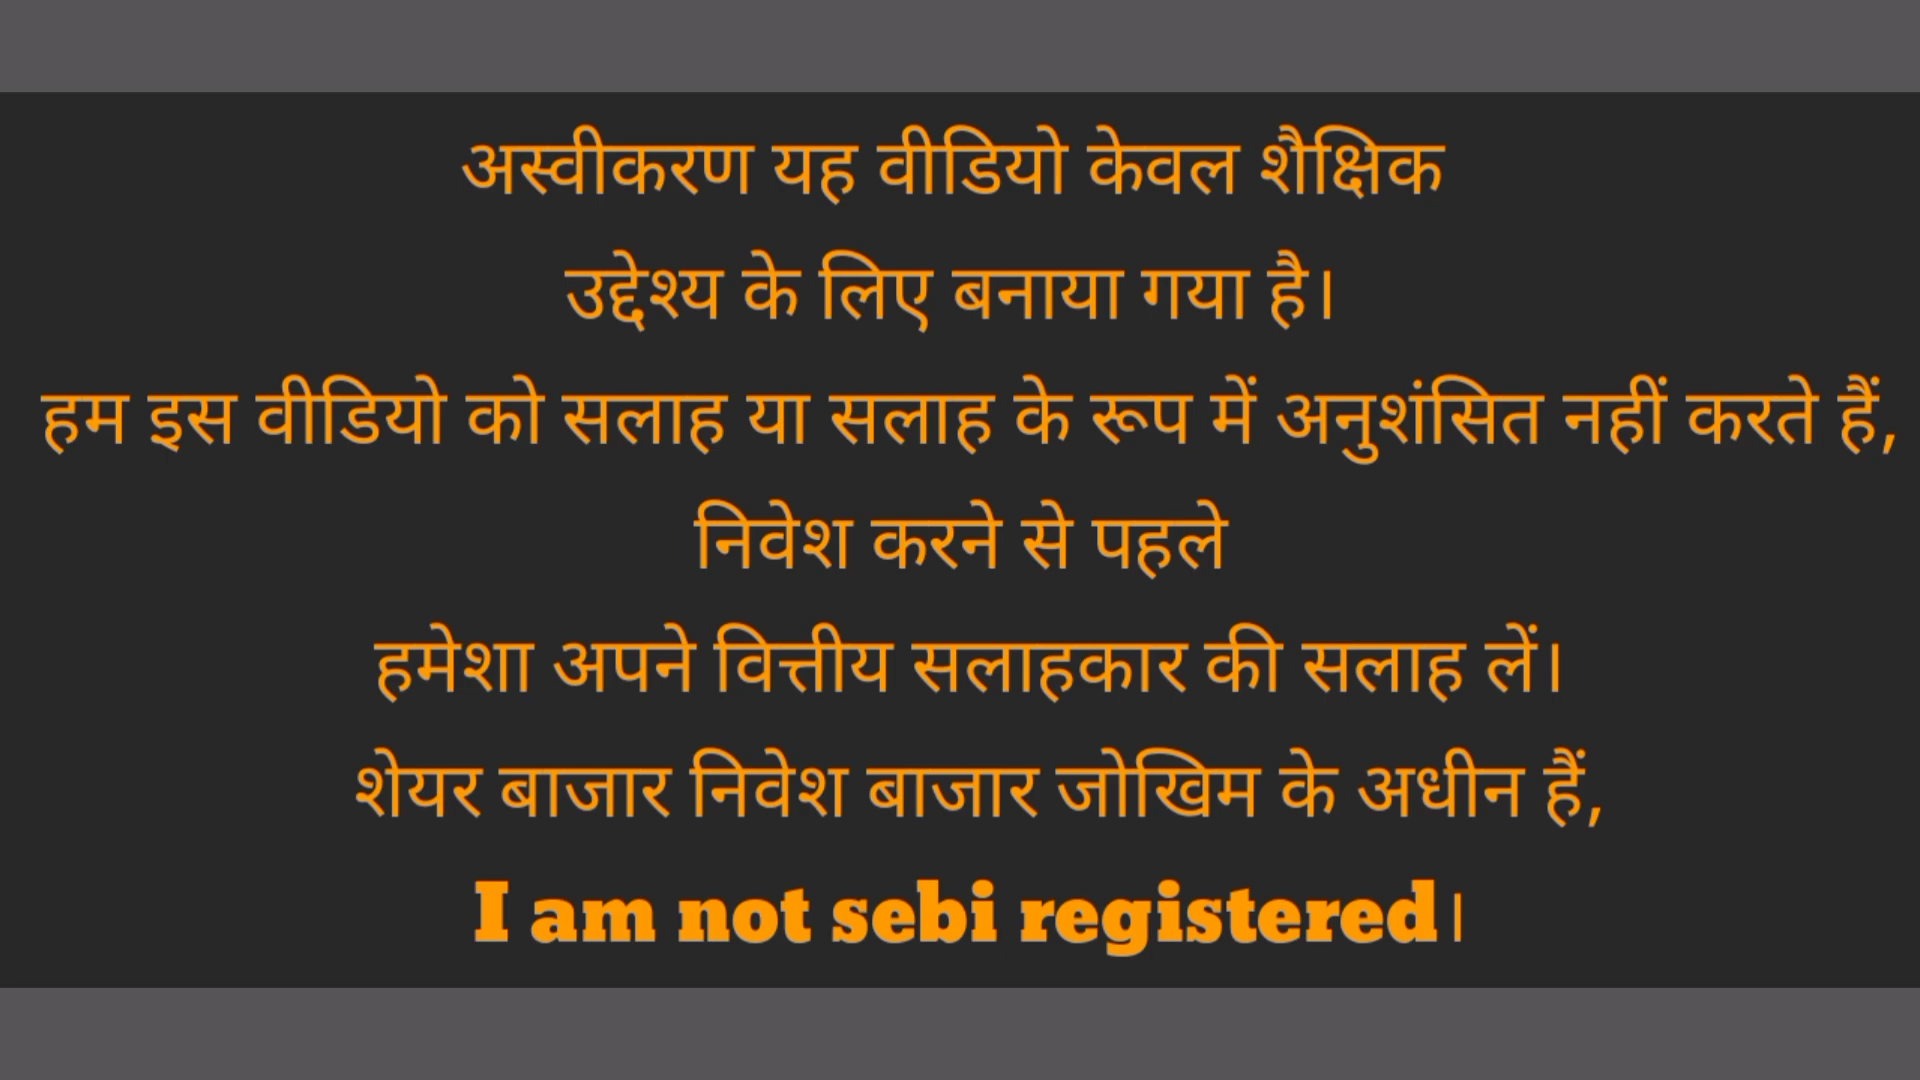 अस्वीकरण यह वीडियो केवल शैक्षिक
उद्देश्य के लिए बनाया गया है।
हम इस वीडियो को सलाह या सलाह के रूप में अनुशंसित नहीं करते हैं,
निवेश करने से पहले
हमेशा अपने वित्तीय सलाहकार की सलाह लें।
शेयर बाजार निवेश बाजार जोखिम के अधीन हैं,
I am not sebi registered।